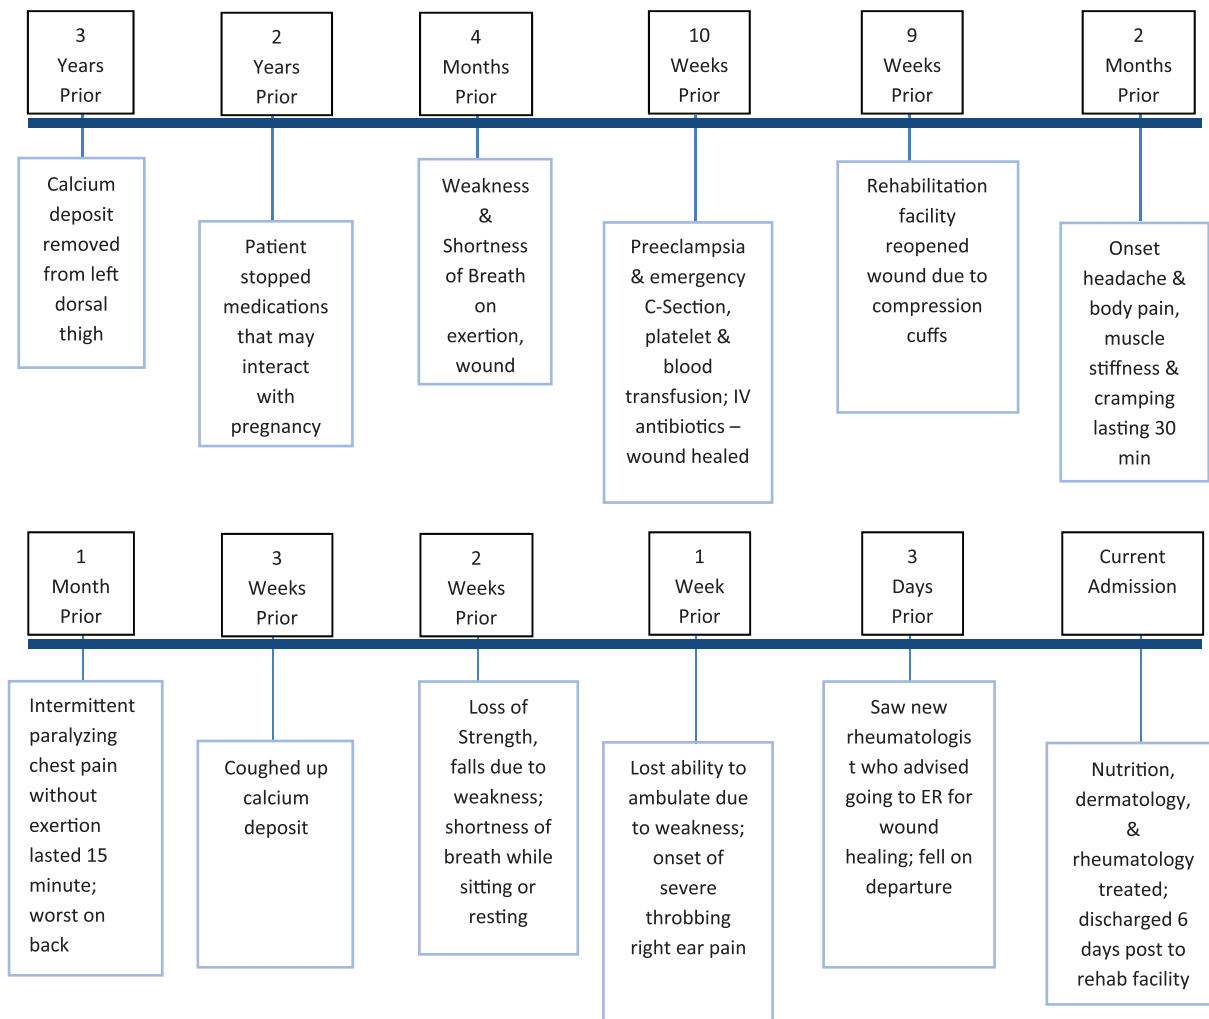 3
Years
Prior
2
Years
Prior
4
Months
Prior
10
Weeks
Prior
9
Weeks
Prior
2
Months
Prior
Calcium
deposit
removed
from left
dorsal
thigh
Patient
stopped
medications
that may
interact
with
pregnancy
Weakness
&
Shortness
of Breath
on
exertion,
wound
Preeclampsia
& emergency
C-Section,
platelet &
blood
transfusion; IV
antibiotics –
wound healed
Rehabilitation
facility
reopened
wound due to
compression
cuffs
Onset
headache &
body pain,
muscle
stiffness &
cramping
lasting 30
min
1
Month
Prior
3
Weeks
Prior
2
Weeks
Prior
1
Week
Prior
3
Days
Prior
Current
Admission
Intermittent
paralyzing
chest pain
without
exertion
lasted 15
minute;
worst on
back
Coughed up
calcium
deposit
Loss of
Strength,
falls due to
weakness;
shortness of
breath while
sitting or
resting
Lost ability to
ambulate due
to weakness;
onset of
severe
throbbing
right ear pain
Saw new
rheumatologis
t who advised
going to ER for
wound
healing; fell on
departure
Nutrition,
dermatology,
&
rheumatology
treated;
discharged 6
days post to
rehab facility